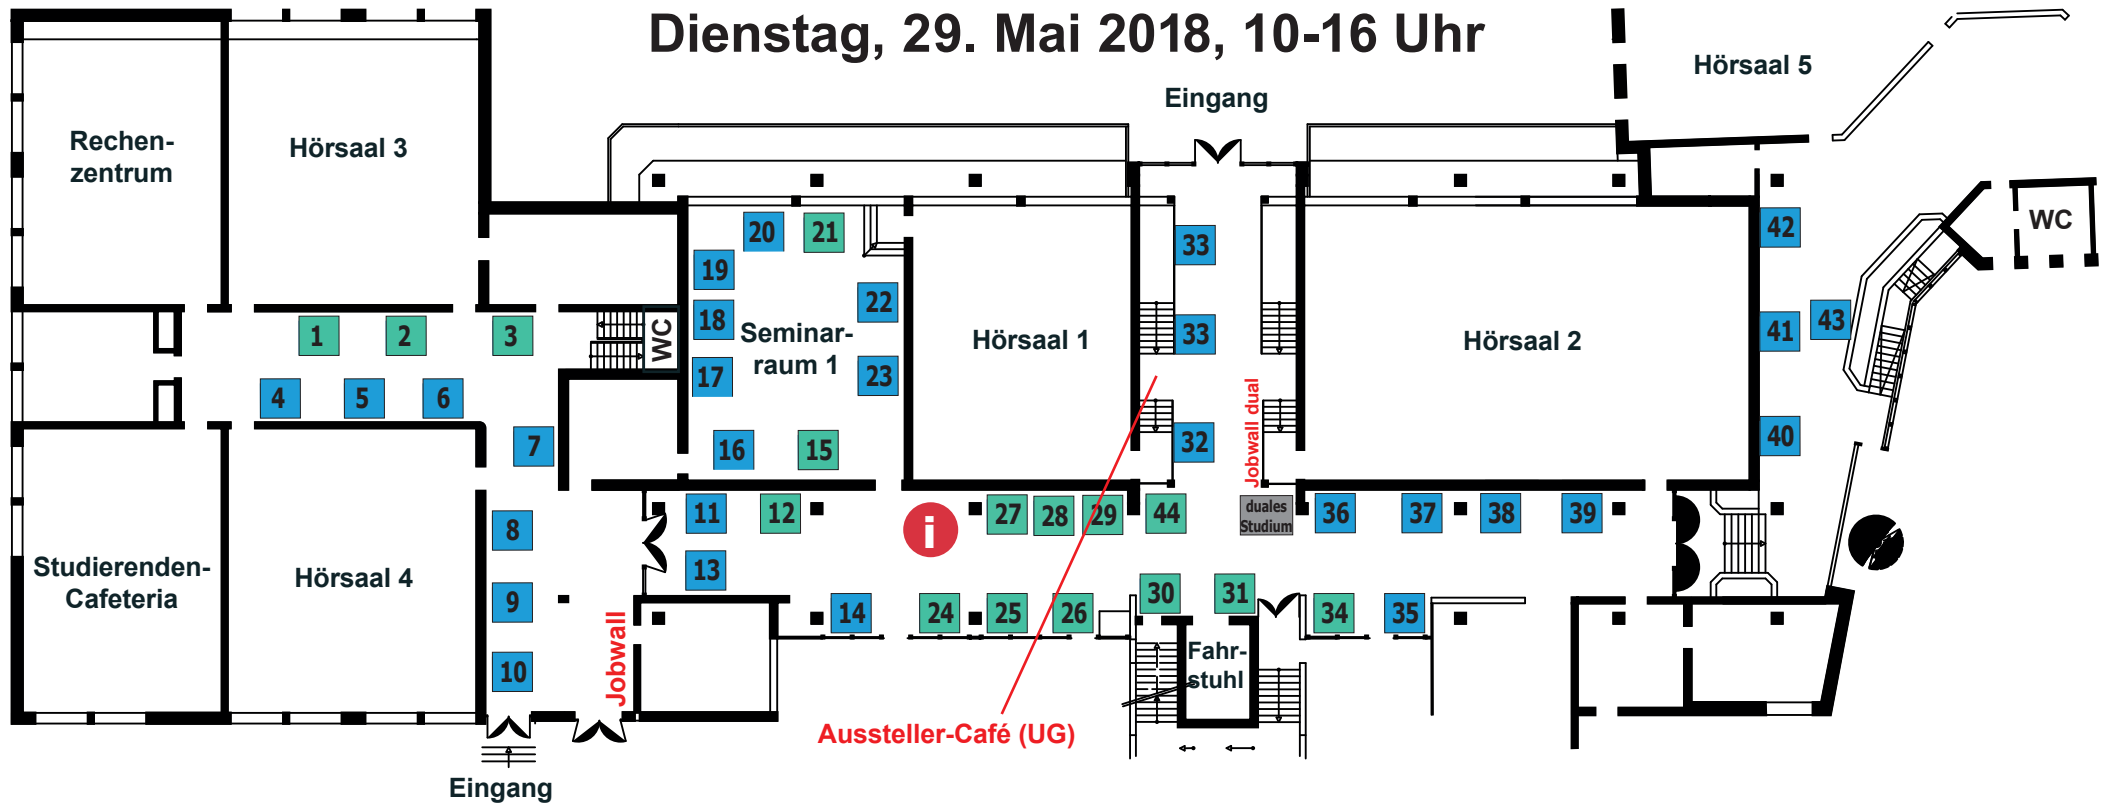 Dienstag, 29. Mai 2018, 10-16 Uhr
Hörsaal 5
Eingang
Rechen-
zentrum
Hörsaal 3
WC
20
21
42
33
19
22
18
43
1
2
3
WC
Seminar-
raum 1
Hörsaal 1
33
Hörsaal 2
41
17
23
4
5
6
Jobwall dual
7
16
15
32
40
8
11
12
i
27
28
29
44
duales
Studium
36
37
38
39
Studierenden-
Cafeteria
Hörsaal 4
13
9
14
24
25
26
30
31
34
35
10
Jobwall
Fahr-
stuhl
Aussteller-Café (UG)
Eingang